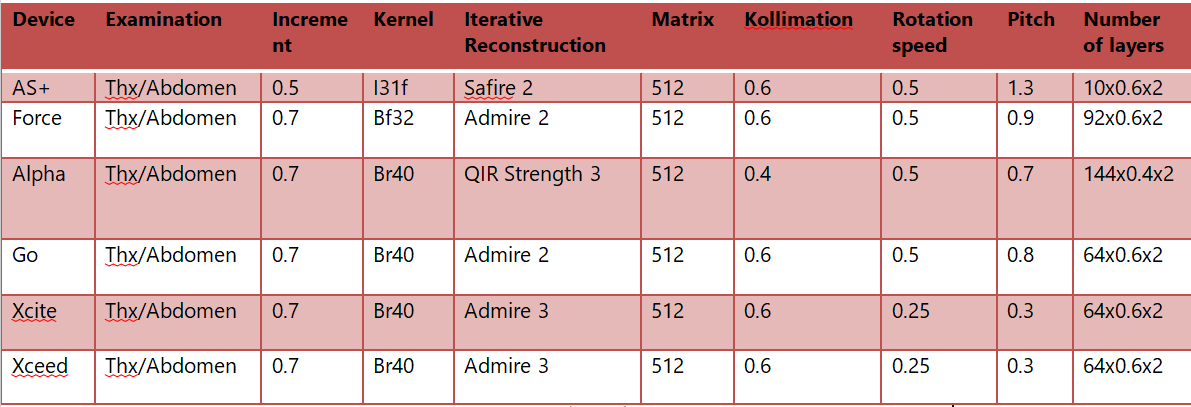 Device Examination Increme Kernel Iterative Matrix Kollimation Rotation Pitch Number
nt Reconstruction speed of layers
AS+ Thx/Abdomen 0.5 I31f Safire 2 512 0.6 0.5 1.3 10x0.6x2
Force Thx/Abdomen 0.7 Bf32 Admire 2 512 0.6 0.5 0.9 92x0.6x2
Alpha Thx/Abdomen 0.7 Br40 QIR Strength 3 512 0.4 0.5 0.7 144x0.4x2
Go Thx/Abdomen 0.7 Br40 Admire 2 512 0.6 0.5 0.8 64x0.6x2
Xcite Thx/Abdomen 0.7 Br40 Admire 3 512 0.6 0.25 0.3 64x0.6x2
Xceed Thx/Abdomen 0.7 Br40 Admire 3 512 0.6 0.25 0.3 64x0.6x2